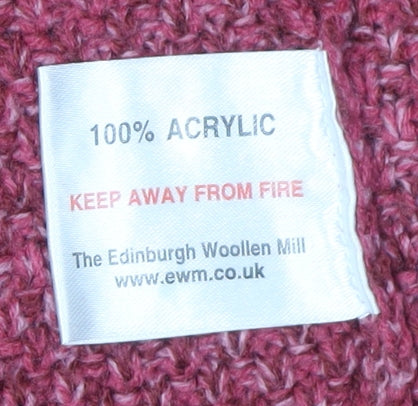 100% ACRYLIC
KEEP AWAY FROM FIRE
The Edinburgh Woollen Mill
www.ewm.co.uk